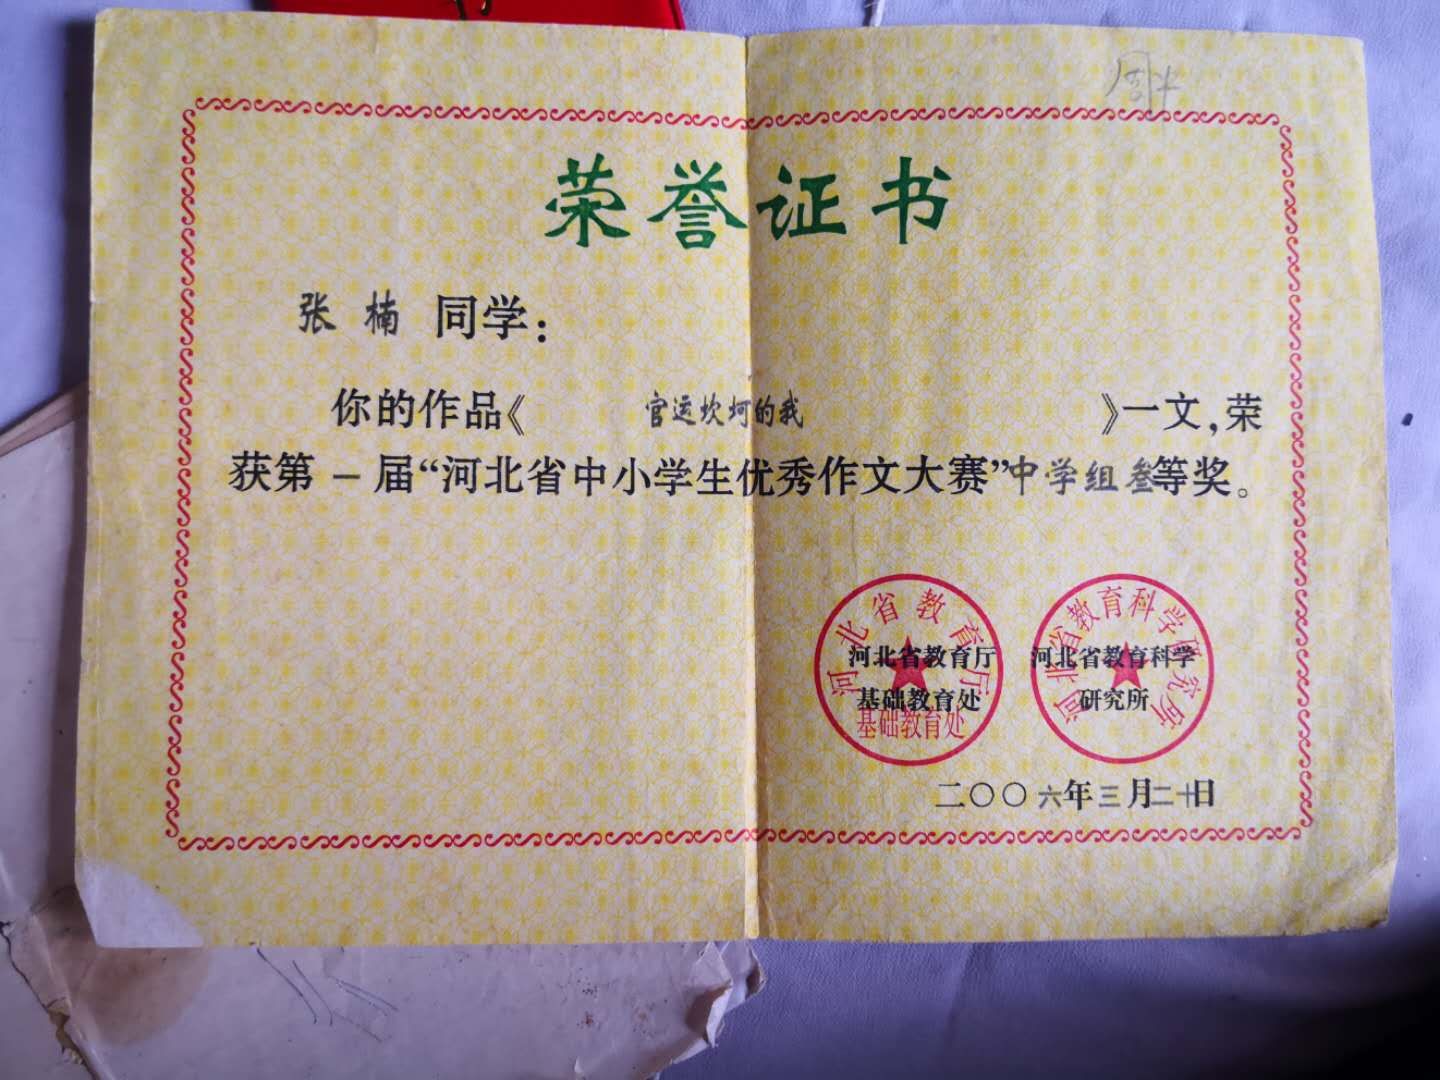 荣誉证书
张楠 同学：
你的作品《 官运坎坷的我 》一文，荣
获第一届“河北省中小学生优秀作文大赛”中学组叁等奖。
河北省教育厅
基础教育处
河北省教育厅
基础教育处
河北省教育科学
研究所
河北省教育科学研究所
二〇〇六年三月二十日